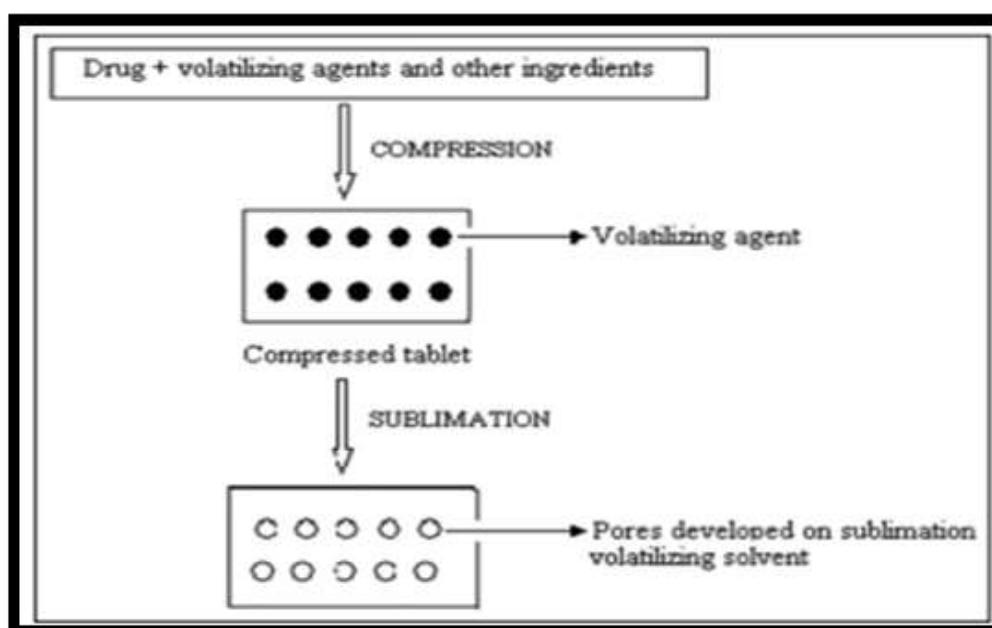 Drug + volatilizing agents and other ingredients
COMPRESSION
Volatilizing agent
Compressed tablet
SUBLIMATION
Pores developed on sublimation
volatilizing solvent